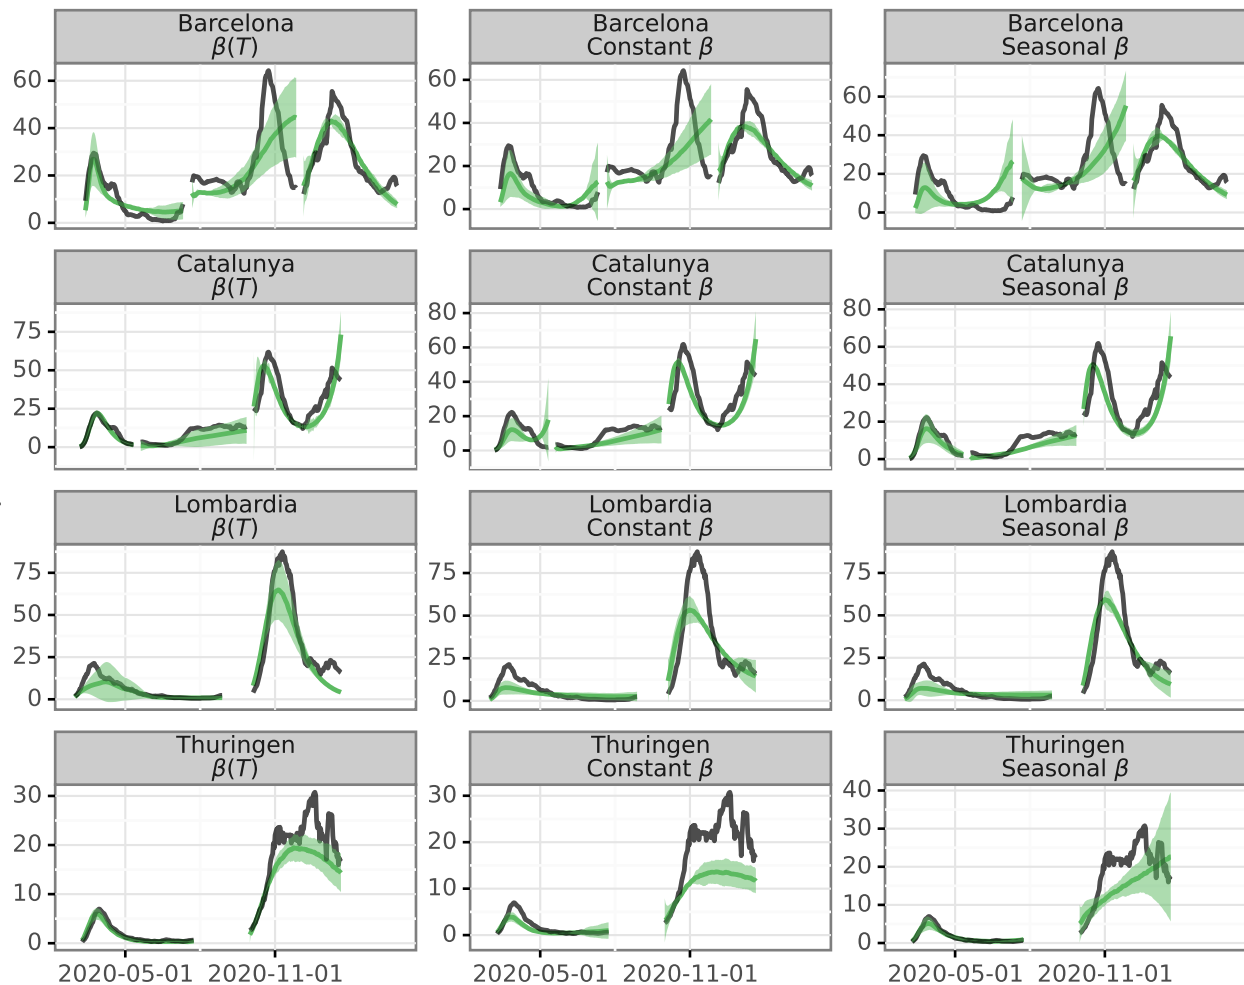 Barcelona
β(T)
Barcelona
Constant β
Barcelona
Seasonal β
60
40
20
0
60
40
20
0
60
40
20
0
Catalunya
β(T)
Catalunya
Constant β
Catalunya
Seasonal β
75
50
25
0
80
60
40
20
0
80
60
40
20
0
Lombardia
β(T)
Lombardia
Constant β
Lombardia
Seasonal β
75
50
25
0
75
50
25
0
75
50
25
0
Thuringen
β(T)
Thuringen
Constant β
Thuringen
Seasonal β
30
20
10
0
30
20
10
0
40
30
20
10
0
2020-05-01 2020-11-01
2020-05-01 2020-11-01
2020-05-01 2020-11-01